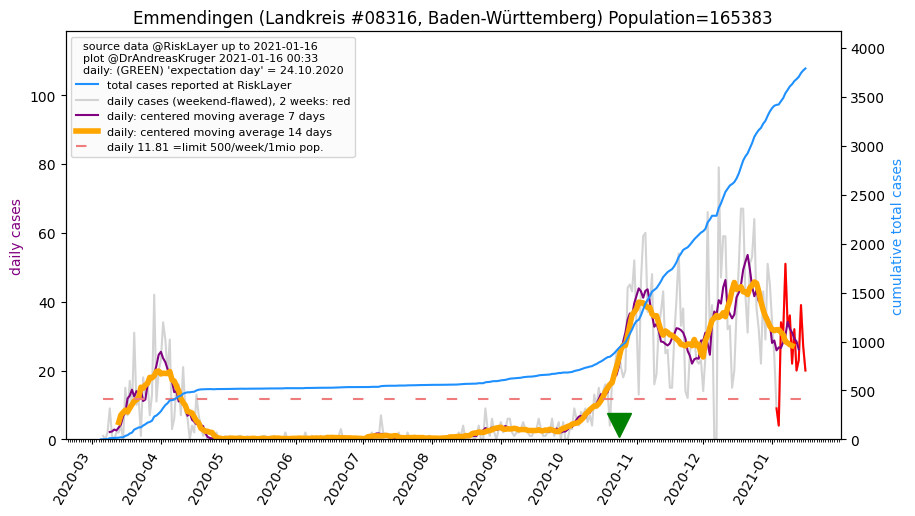 Emmendingen (Landkreis #08316, Baden-Württemberg) Population=165383
source data @RiskLayer up to 2021-01-16
plot @DrAndreasKruger 2021-01-16 00:33
daily: (GREEN) 'expectation day' = 24.10.2020
total cases reported at RiskLayer
daily cases (weekend-flawed), 2 weeks: red
daily: centered moving average 7 days
daily: centered moving average 14 days
daily 11.81 =limit 500/week/1mio pop.
daily cases
100
80
60
40
20
0
cumulative total cases
4000
3500
3000
2500
2000
1500
1000
500
0
2020-03
2020-04
2020-05
2020-06
2020-07
2020-08
2020-09
2020-10
2020-11
2020-12
2021-01